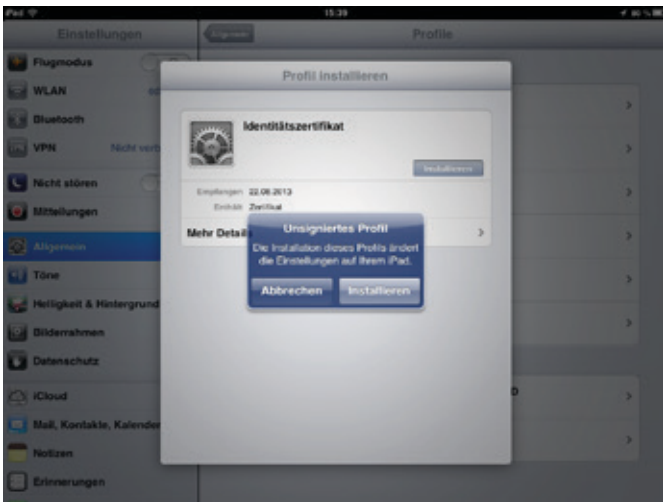 iPad
15:39
Einstellungen
Allgemein
Profile
Flugmodus
WLAN
Bluetooth
VPN
Nicht
Nicht stören
Mitteilungen
Allgemein
Töne
Helligkeit & Hintergrund
Bilderrahmen
Datenschutz
iCloud
Mail, Kontakte, Kalender
Notizen
Erinnerungen
Profil installieren
Identitätszertifikat
Installieren
Empfangen 22.08.2013
Enthält Zertifikat
Mehr Details
Unsigniertes Profil
Die Installation dieses Profils ändert
die Einstellungen auf Ihrem iPad.
Abbrechen
Installieren